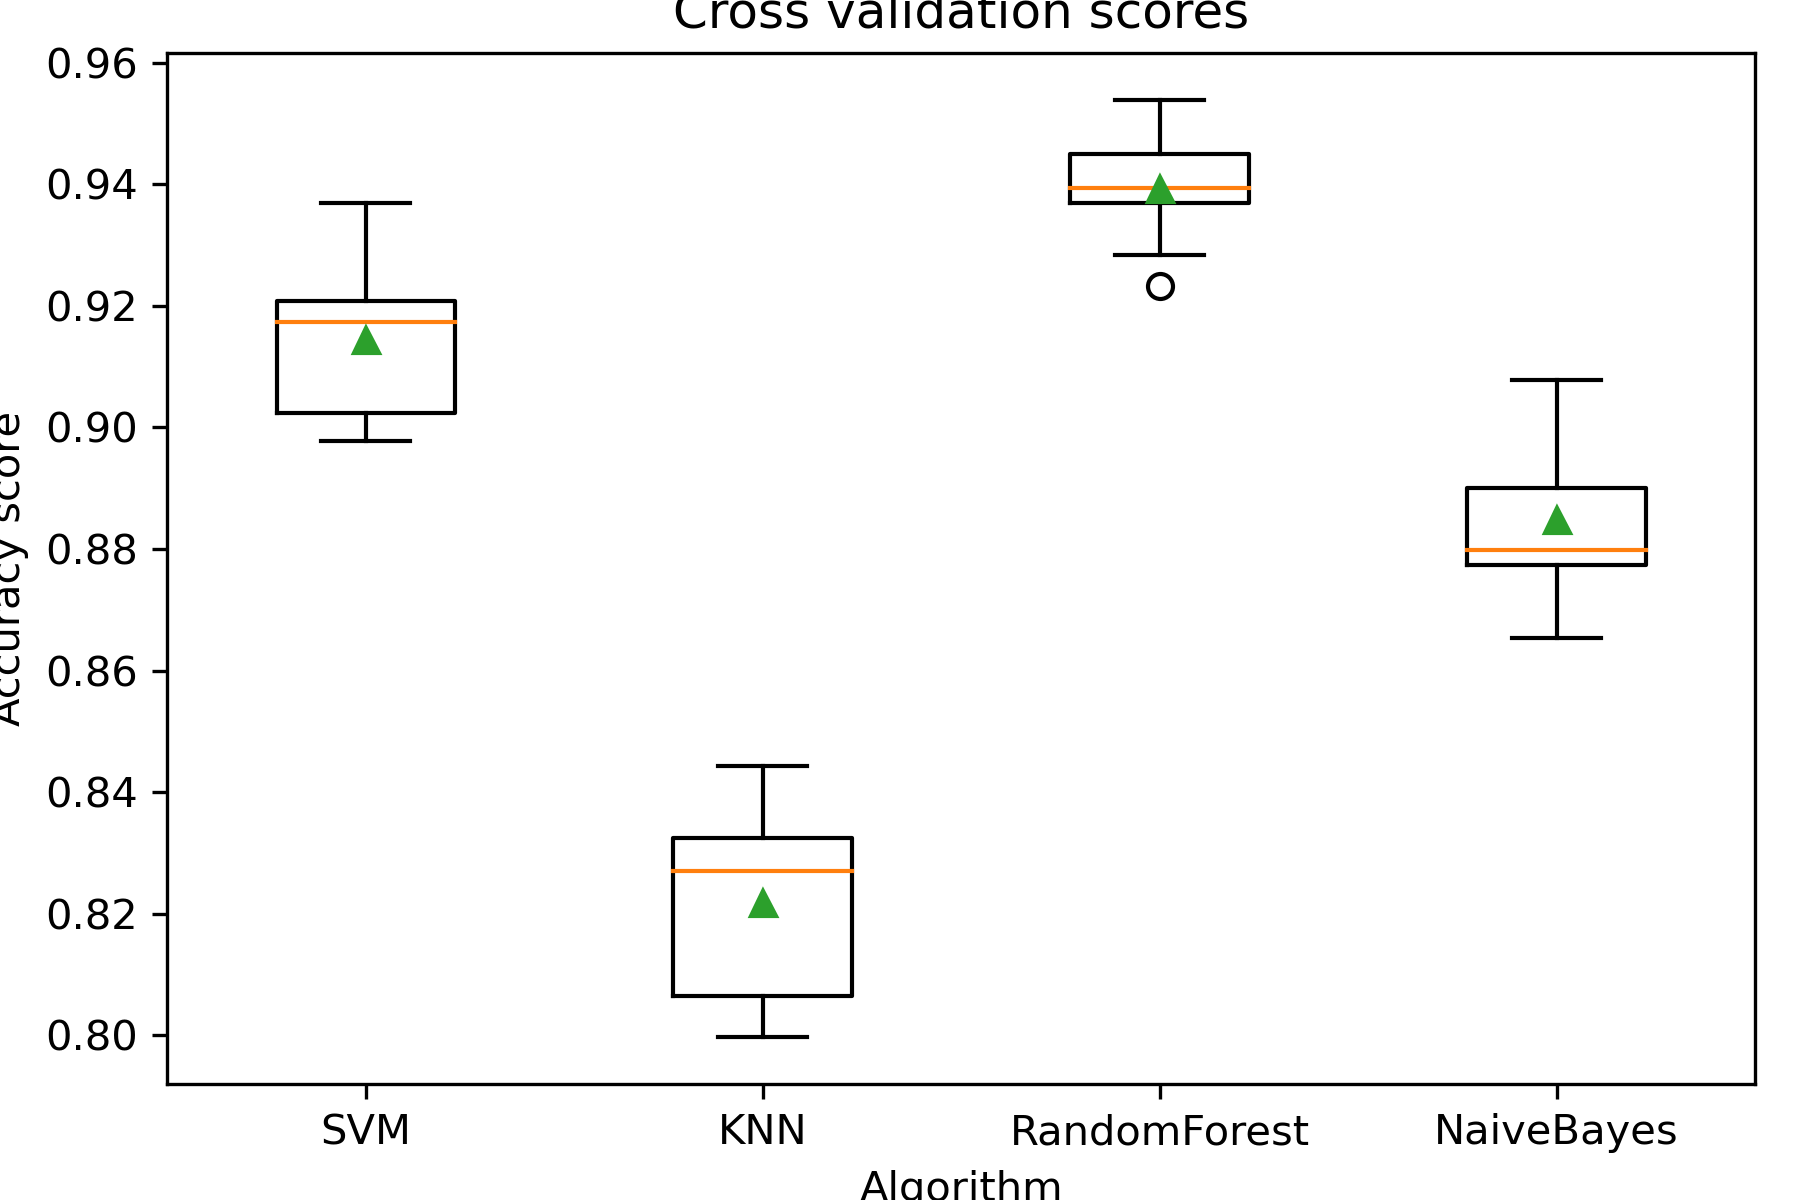 Cross validation scores
0.96
0.94
0.92
0.90
0.88
0.86
0.84
0.82
0.80
Accuracy score
SVM KNN RandomForest NaiveBayes
Algorithm